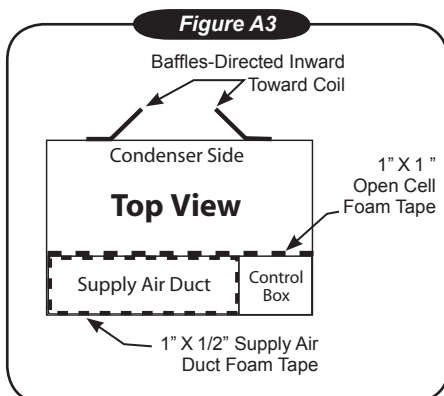 Figure A3
Baffles-Directed Inward
Toward Coil
Condenser Side
Top View
1” X 1 ”
Open Cell
Foam Tape
Supply Air Duct
Control
Box
1” X 1/2” Supply Air
Duct Foam Tape